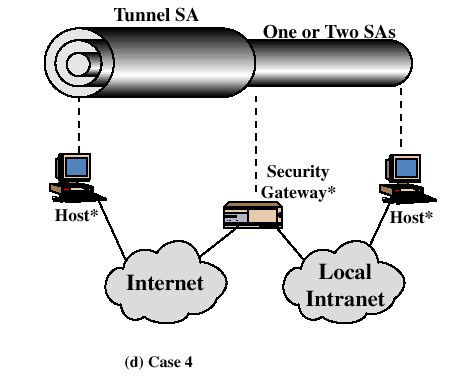 Tunnel SA
One or Two SAs
Security
Gateway*
Host*
Host*
Internet
Local
Intranet
(d) Case 4